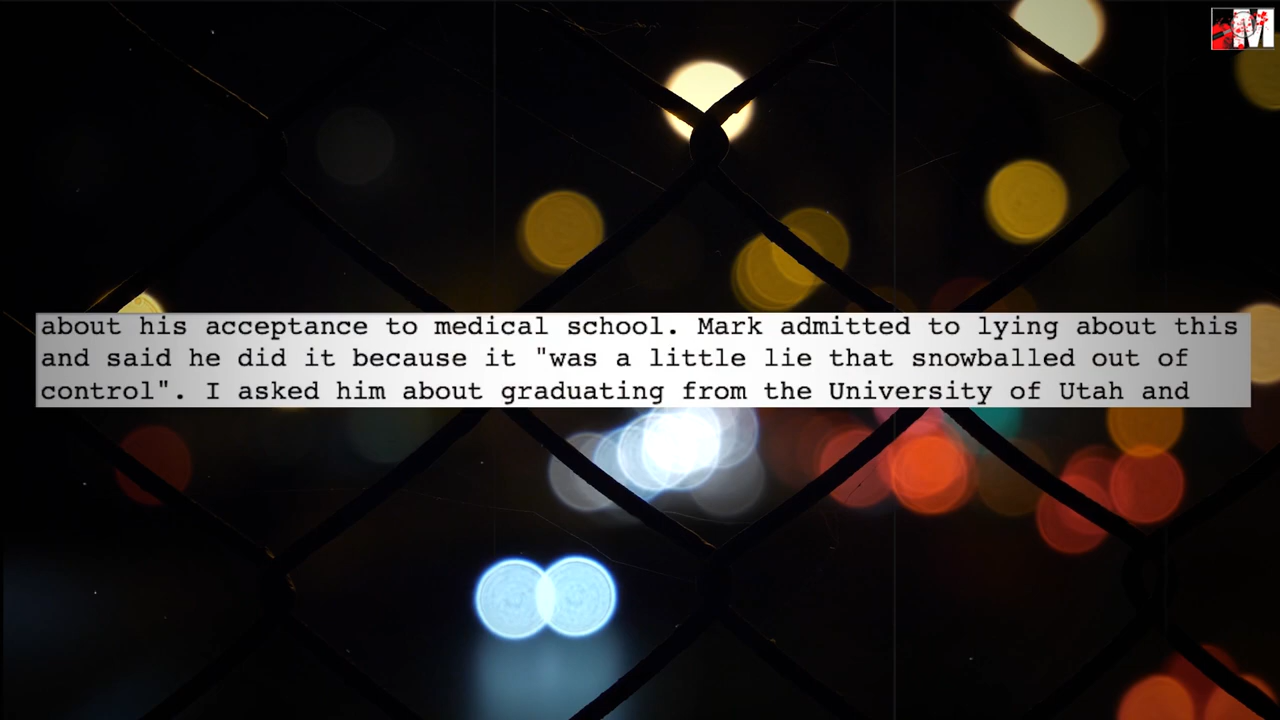 about his acceptance to medical school. Mark admitted to lying about this
and said he did it because it "was a little lie that snowballed out of
control". I asked him about graduating from the University of Utah and
M